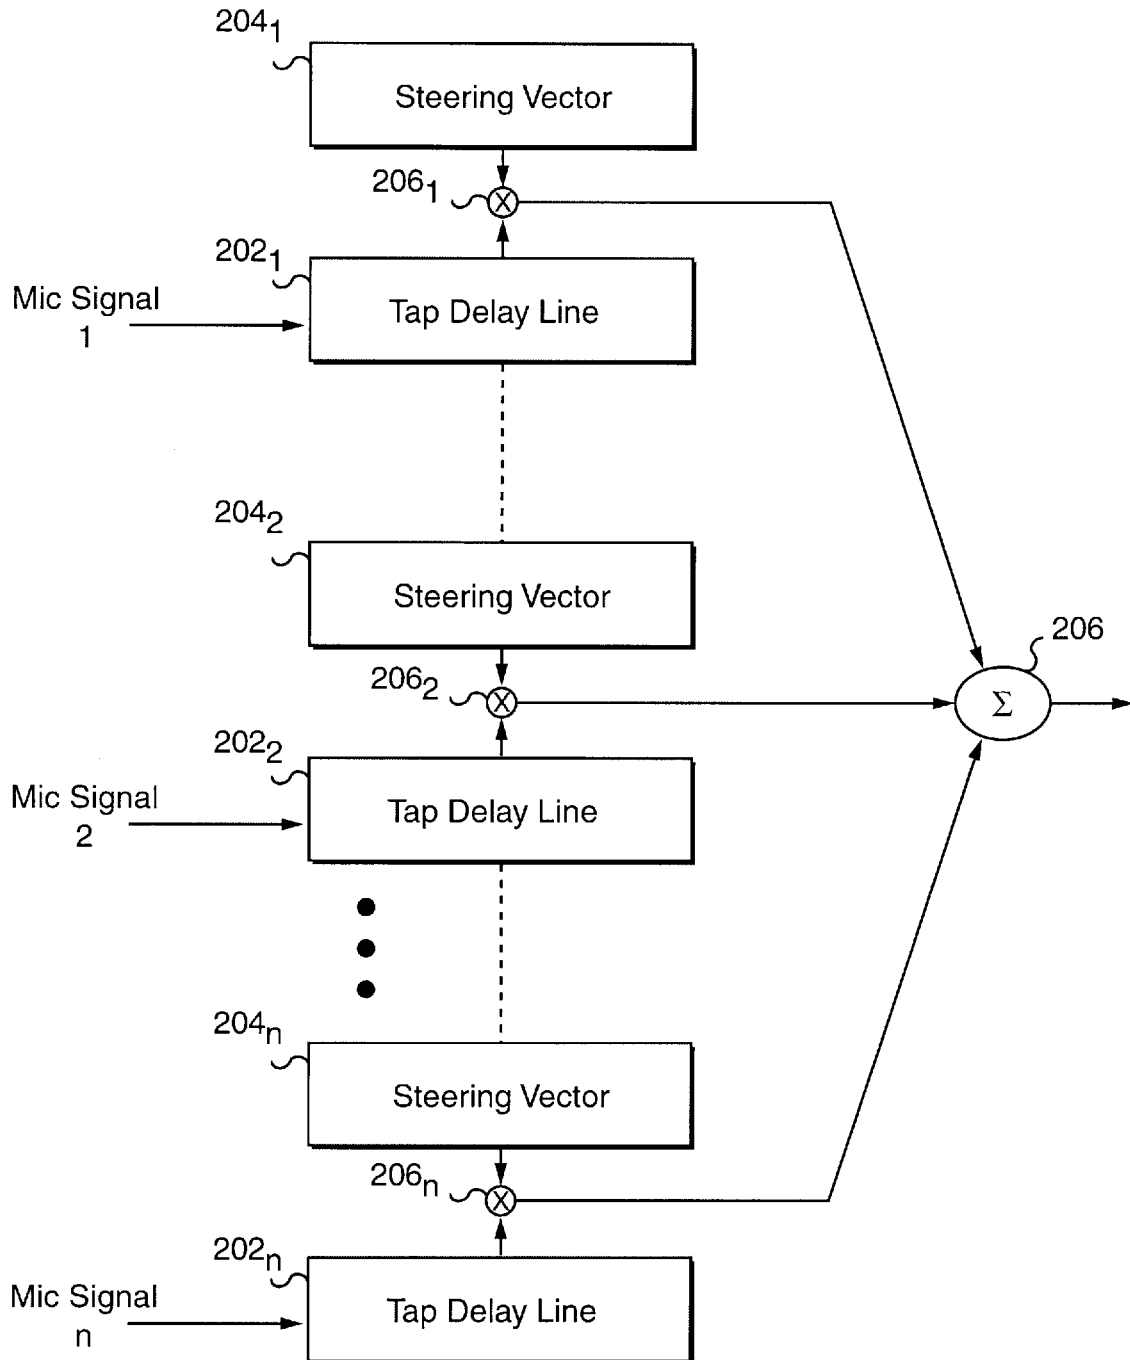 204₁
Steering Vector
206₁
X
202₁
Mic Signal
1
Tap Delay Line
204₂
Steering Vector
206
206₂
X
Σ
202₂
Mic Signal
2
Tap Delay Line
204ₙ
Steering Vector
206ₙ
X
202ₙ
Mic Signal
n
Tap Delay Line